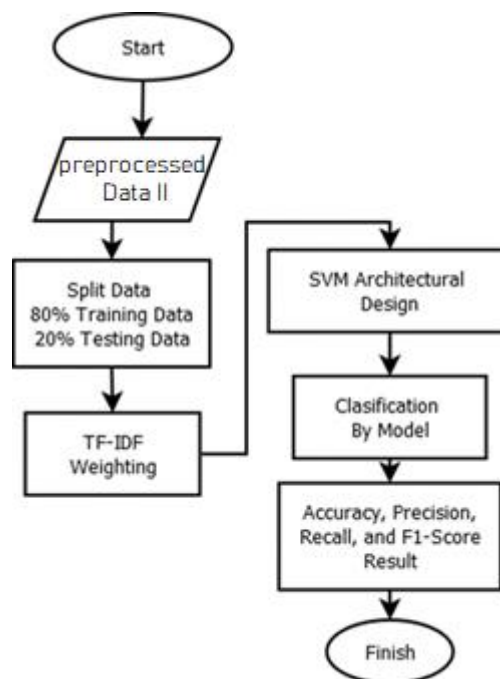 Start
preprocessed
Data II
Split Data
80% Training Data
20% Testing Data
TF-IDF
Weighting
SVM Architectural
Design
Clasification
By Model
Accuracy, Precision,
Recall, and F1-Score
Result
Finish